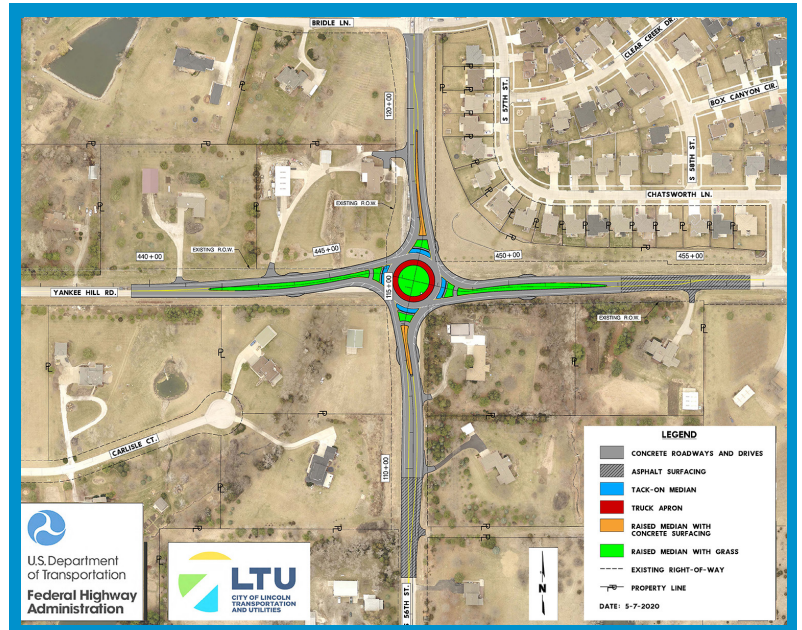 BRIDLE LN.
CLEAR CREEK DR.
S 57TH ST.
BOX CANYON CIR.
120+00
S 58TH ST.
445
CHATSWORTH LN.
EXISTING R.O.W.
EXISTING R.O.W.
440+00
445+00
450+00
455+00
115+00
YANKEE HILL RD.
EXISTING R.O.W.
CARLISLE CT.
110+00
S 56TH ST.
LEGEND
CONCRETE ROADWAYS AND DRIVES
ASPHALT SURFACING
TACK-ON MEDIAN
TRUCK APRON
RAISED MEDIAN WITH
CONCRETE SURFACING
RAISED MEDIAN WITH GRASS
EXISTING RIGHT-OF-WAY
PROPERTY LINE
DATE: 5-7-2020
N
U.S. Department
of Transportation
Federal Highway
Administration
LTU
CITY OF LINCOLN
TRANSPORTATION
AND UTILITIES